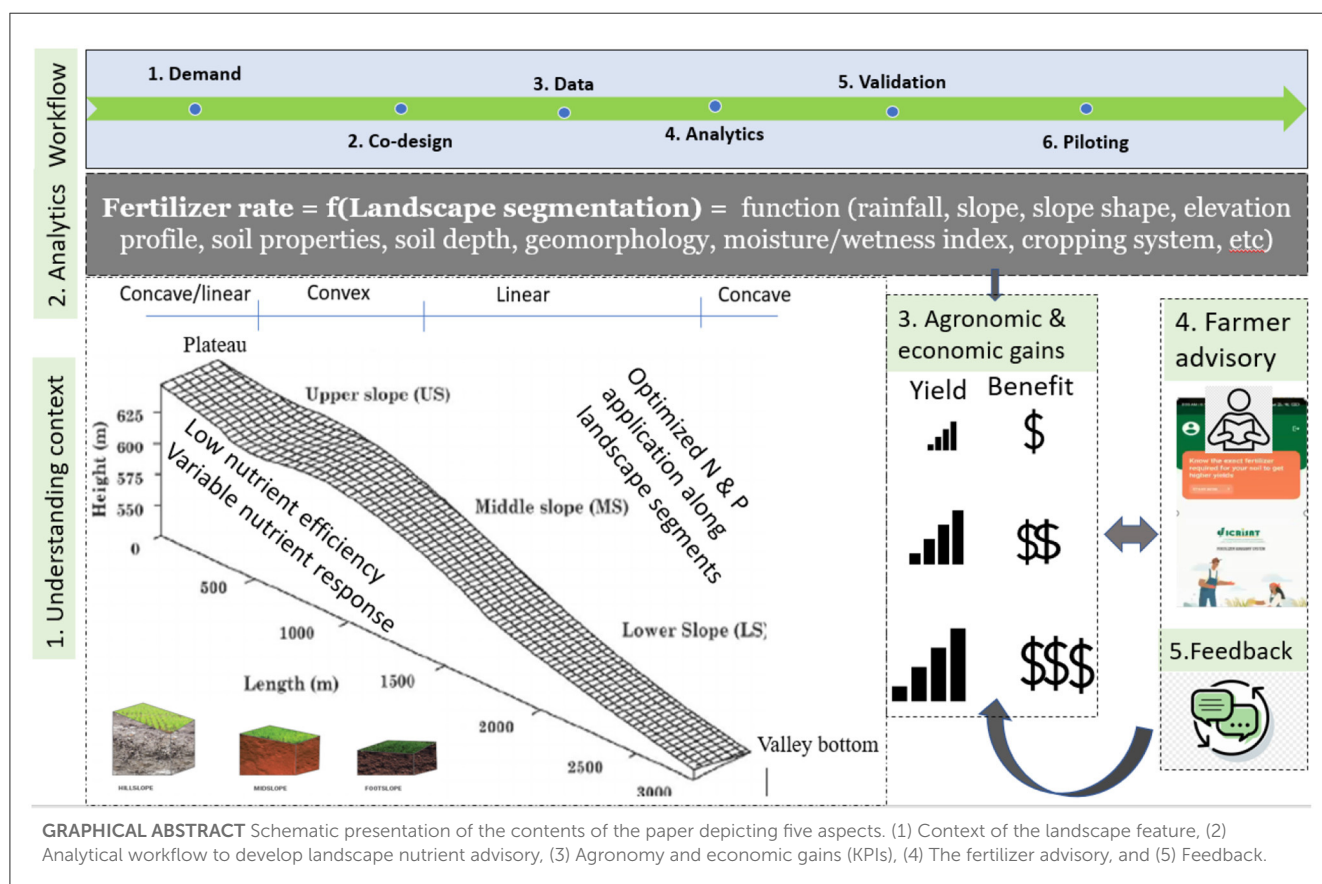 2. Analytics Workflow
1. Demand
2. Co-design
3. Data
4. Analytics
5. Validation
6. Piloting
Fertilizer rate = f(Landscape segmentation) = function (rainfall, slope, slope shape, elevation
profile, soil properties, soil depth, geomorphology, moisture/wetness index, cropping system, etc)
1. Understanding context
Concave/linear
Convex
Linear
Concave
Plateau
Upper slope (US)
Middle slope (MS)
Lower Slope (LS)
Valley bottom
Low nutrient efficiency
Variable nutrient response
Optimized N & P
application along
landscape segments
Height (m)
625
600
575
550
0
500
1000
1500
2000
2500
3000
Length (m)
HILLSLOPE
MIDSLOPE
FOOTSLOPE
3. Agronomic &
economic gains
Yield
Benefit
$
$$
$$$
4. Farmer
advisory
Know the exact fertilizer
required for your soil to get
higher yields
ICRISAT
5.Feedback
GRAPHICAL ABSTRACT Schematic presentation of the contents of the paper depicting five aspects. (1) Context of the landscape feature, (2)
Analytical workflow to develop landscape nutrient advisory, (3) Agronomy and economic gains (KPIs), (4) The fertilizer advisory, and (5) Feedback.